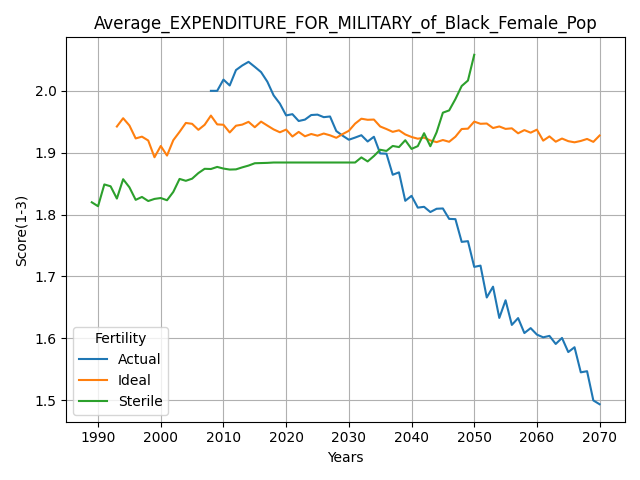 Average_EXPENDITURE_FOR_MILITARY_of_Black_Female_Pop
Score(1-3)
2.0
1.9
1.8
1.7
1.6
1.5
Fertility
Actual
Ideal
Sterile
1990 2000 2010 2020 2030 2040 2050 2060 2070
Years